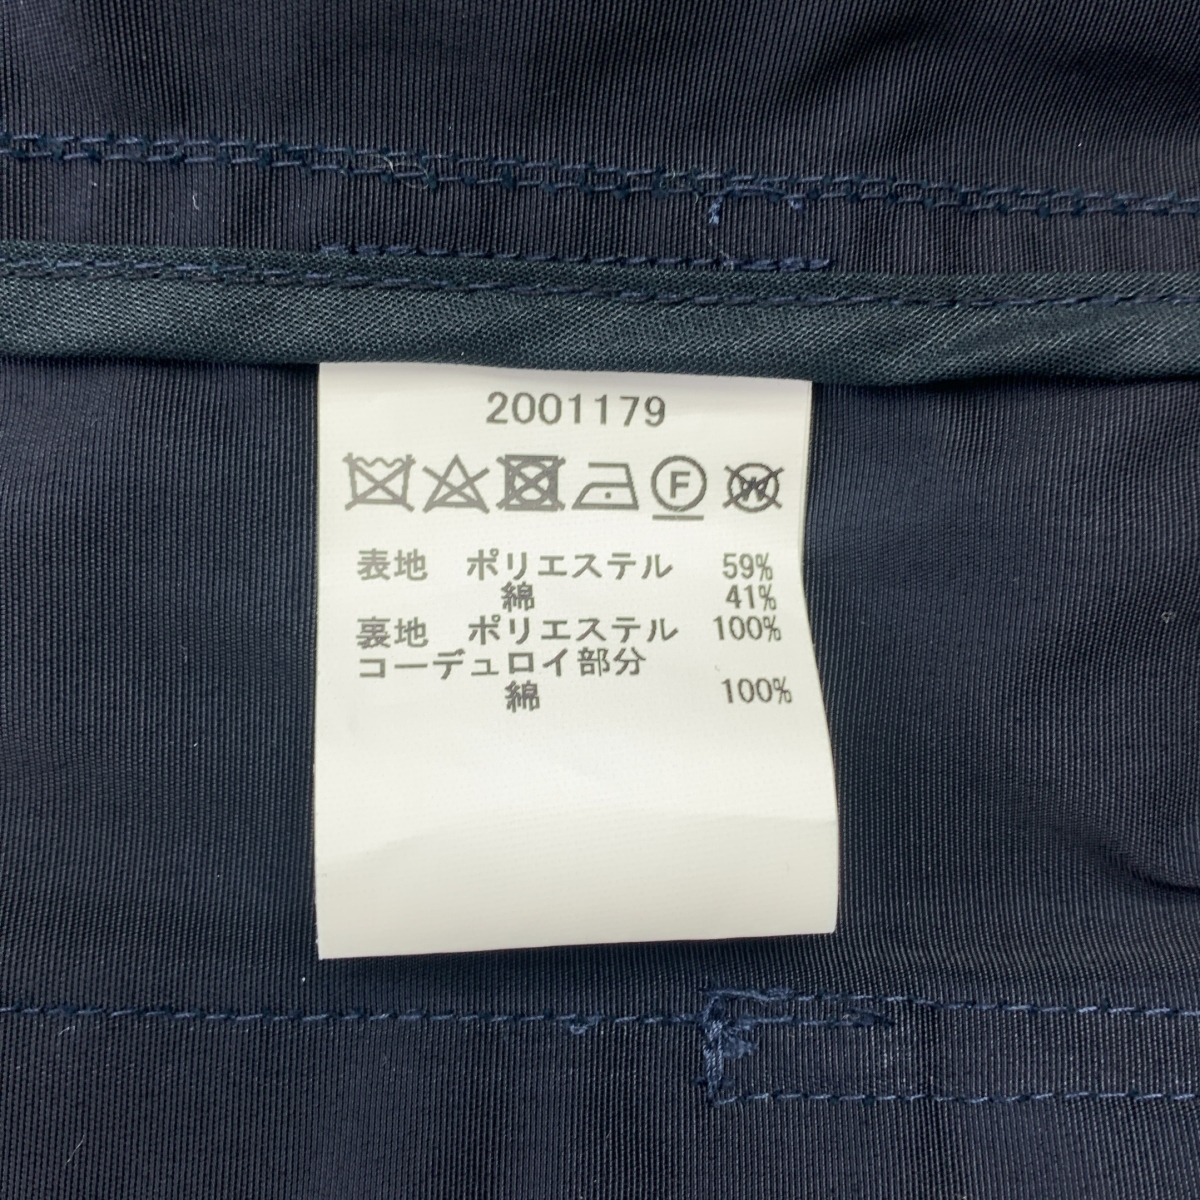 2001179
F W
表地 ポリエステル 59%
綿 41%
裏地 ポリエステル 100%
コーデュロイ部分
綿 100%